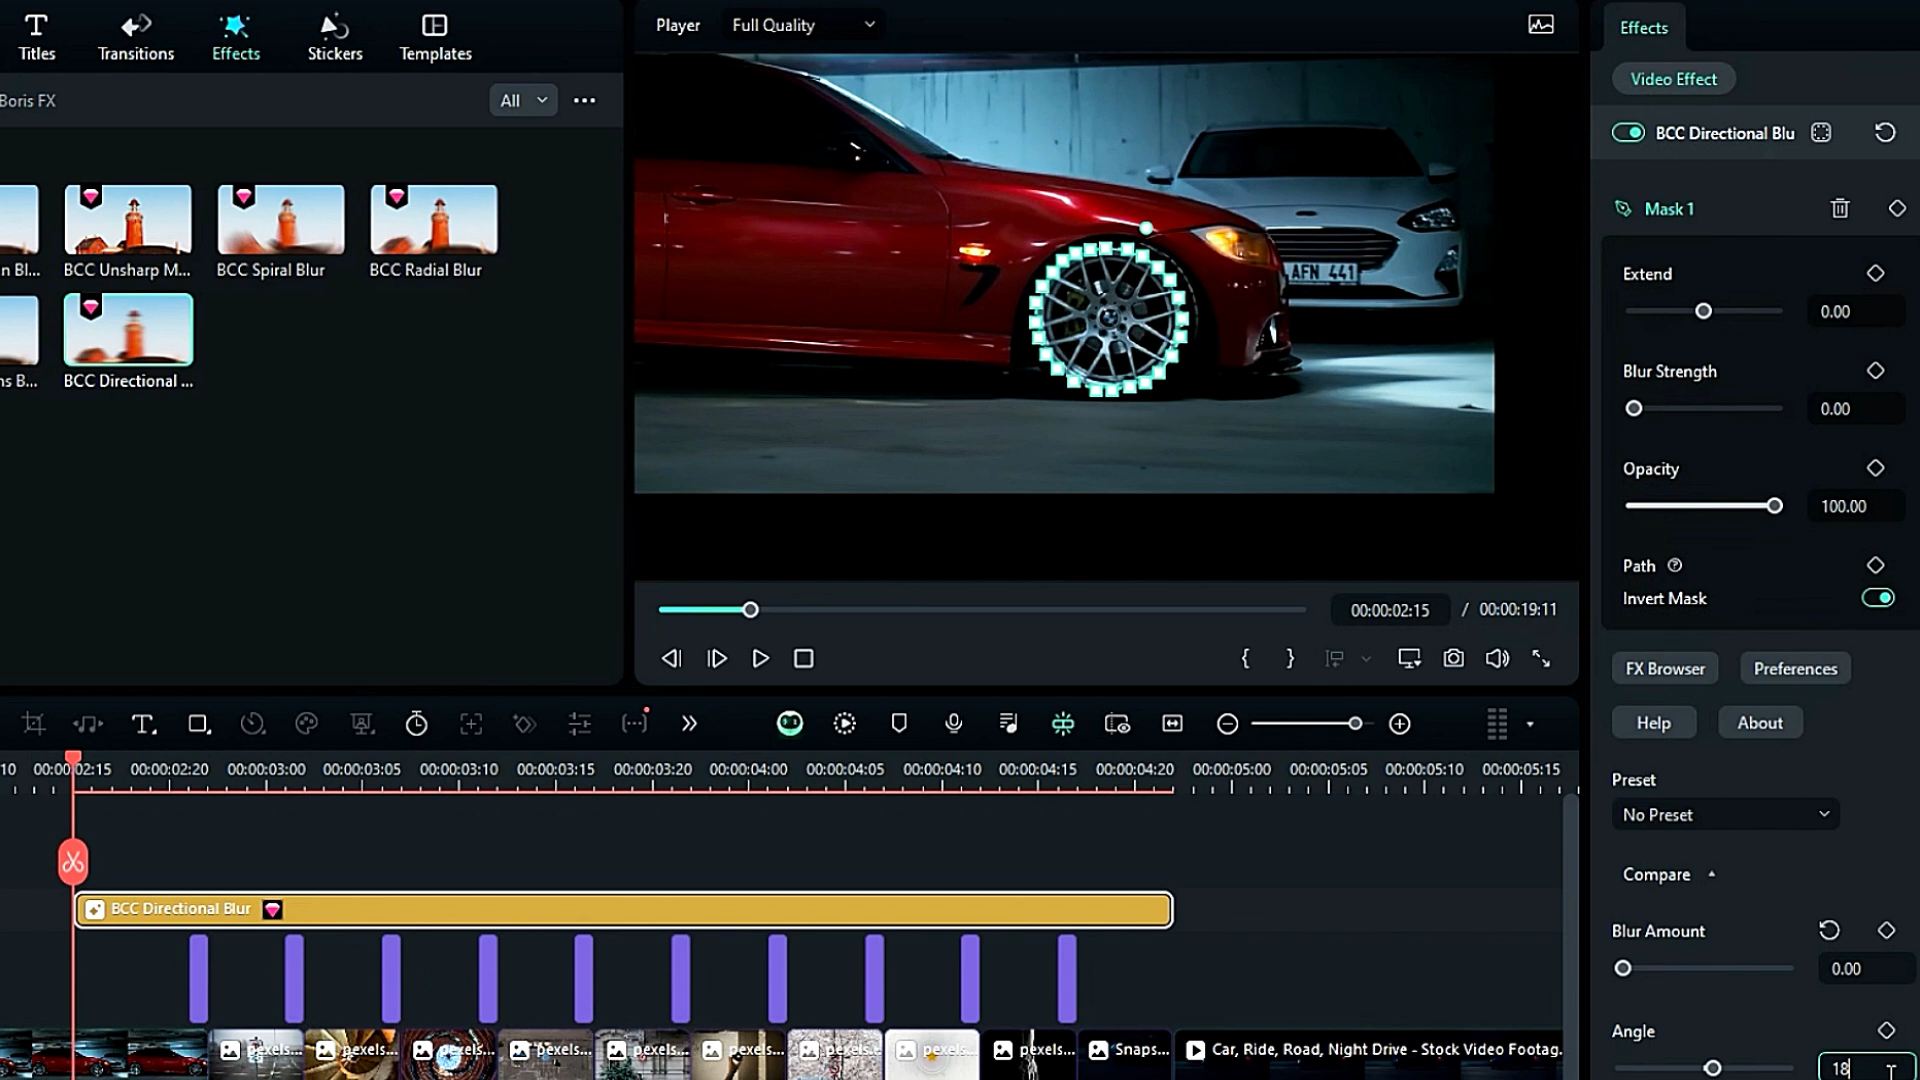 Titles
Transitions
Effects
Stickers
Templates
Boris FX
All
n Bl...
BCC Unsharp M...
BCC Spiral Blur
BCC Radial Blur
ns B...
BCC Directional ...
Player
Full Quality
AFN 441
00:00:02:15 / 00:00:19:11
Effects
Video Effect
BCC Directional Blu
Mask 1
Extend
0.00
Blur Strength
0.00
Opacity
100.00
Path
Invert Mask
FX Browser
Preferences
Help
About
Preset
No Preset
Compare
Blur Amount
0.00
Angle
18
10 00:00:02:15 00:00:02:20 00:00:03:00 00:00:03:05 00:00:03:10 00:00:03:15 00:00:03:20 00:00:04:00 00:00:04:05 00:00:04:10 00:00:04:15 00:00:04:20 00:00:05:00 00:00:05:05 00:00:05:10 00:00:05:15
BCC Directional Blur
pexels...
pexels...
pexels...
pexels...
pexels...
pexels...
pexels...
pexels...
pexels...
Snaps...
Car, Ride, Road, Night Drive - Stock Video Footag.